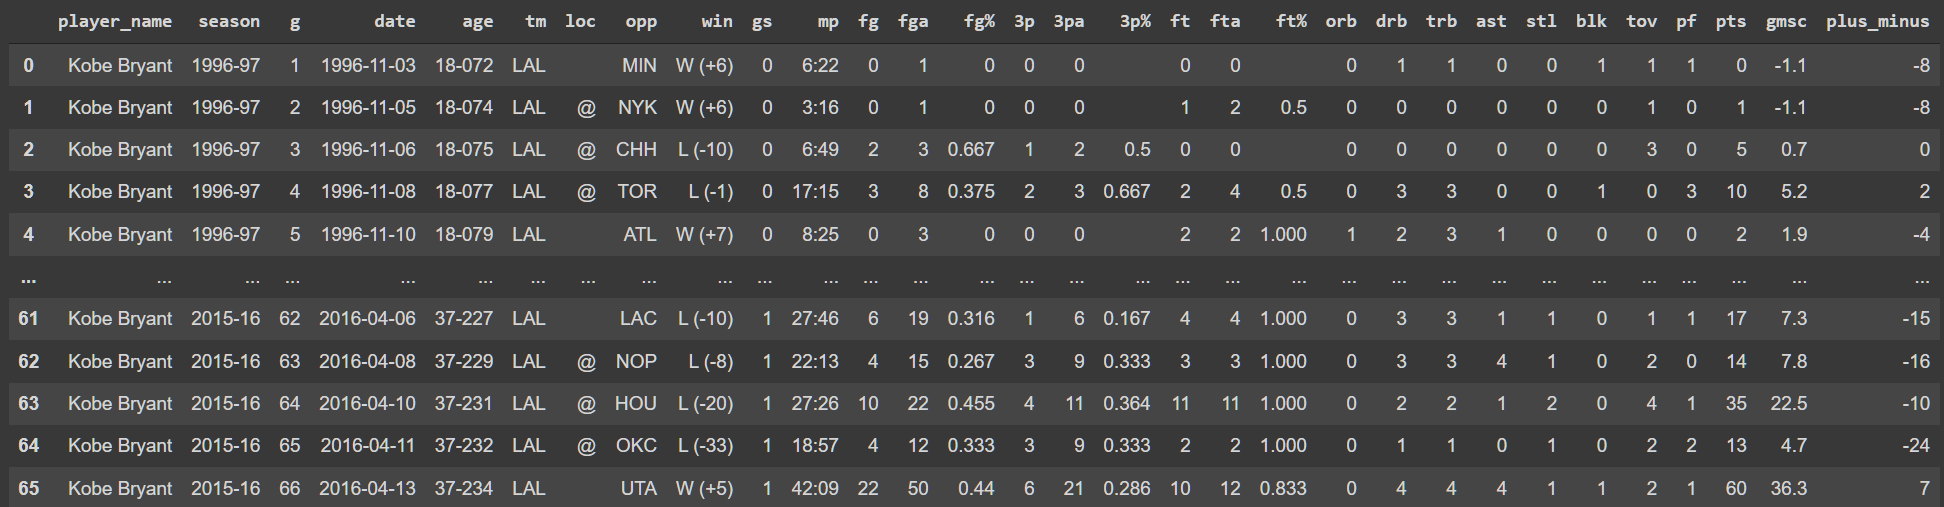 player_name season g date age tm loc opp win gs mp fg fga fg% 3p 3pa 3p% ft fta ft% orb drb trb ast stl blk tov pf pts gmsc plus_minus
0 Kobe Bryant 1996-97 1 1996-11-03 18-072 LAL MIN W (+6) 0 6:22 0 1 0 0 0 0 0 0 1 1 0 0 1 1 1 0 -1.1 -8
1 Kobe Bryant 1996-97 2 1996-11-05 18-074 LAL @ NYK W (+6) 0 3:16 0 1 0 0 0 1 2 0.5 0 0 0 0 0 0 1 0 1 -1.1 -8
2 Kobe Bryant 1996-97 3 1996-11-06 18-075 LAL @ CHH L (-10) 0 6:49 2 3 0.667 1 2 0.5 0 0 0 0 0 0 0 0 3 0 5 0.7 0
3 Kobe Bryant 1996-97 4 1996-11-08 18-077 LAL @ TOR L (-1) 0 17:15 3 8 0.375 2 3 0.667 2 4 0.5 0 3 3 0 0 1 0 3 10 5.2 2
4 Kobe Bryant 1996-97 5 1996-11-10 18-079 LAL ATL W (+7) 0 8:25 0 3 0 0 0 2 2 1.000 1 2 3 1 0 0 0 0 2 1.9 -4
... ... ... ... ... ... ... ... ... ... ... ... ... ... ... ... ... ... ... ... ... ... ... ... ... ... ... ... ... ... ... ...
61 Kobe Bryant 2015-16 62 2016-04-06 37-227 LAL LAC L (-10) 1 27:46 6 19 0.316 1 6 0.167 4 4 1.000 0 3 3 1 1 0 1 1 17 7.3 -15
62 Kobe Bryant 2015-16 63 2016-04-08 37-229 LAL @ NOP L (-8) 1 22:13 4 15 0.267 3 9 0.333 3 3 1.000 0 3 3 4 1 0 2 0 14 7.8 -16
63 Kobe Bryant 2015-16 64 2016-04-10 37-231 LAL @ HOU L (-20) 1 27:26 10 22 0.455 4 11 0.364 11 11 1.000 0 2 2 1 2 0 4 1 35 22.5 -10
64 Kobe Bryant 2015-16 65 2016-04-11 37-232 LAL @ OKC L (-33) 1 18:57 4 12 0.333 3 9 0.333 2 2 1.000 0 1 1 0 1 0 2 2 13 4.7 -24
65 Kobe Bryant 2015-16 66 2016-04-13 37-234 LAL UTA W (+5) 1 42:09 22 50 0.44 6 21 0.286 10 12 0.833 0 4 4 4 1 1 2 1 60 36.3 7